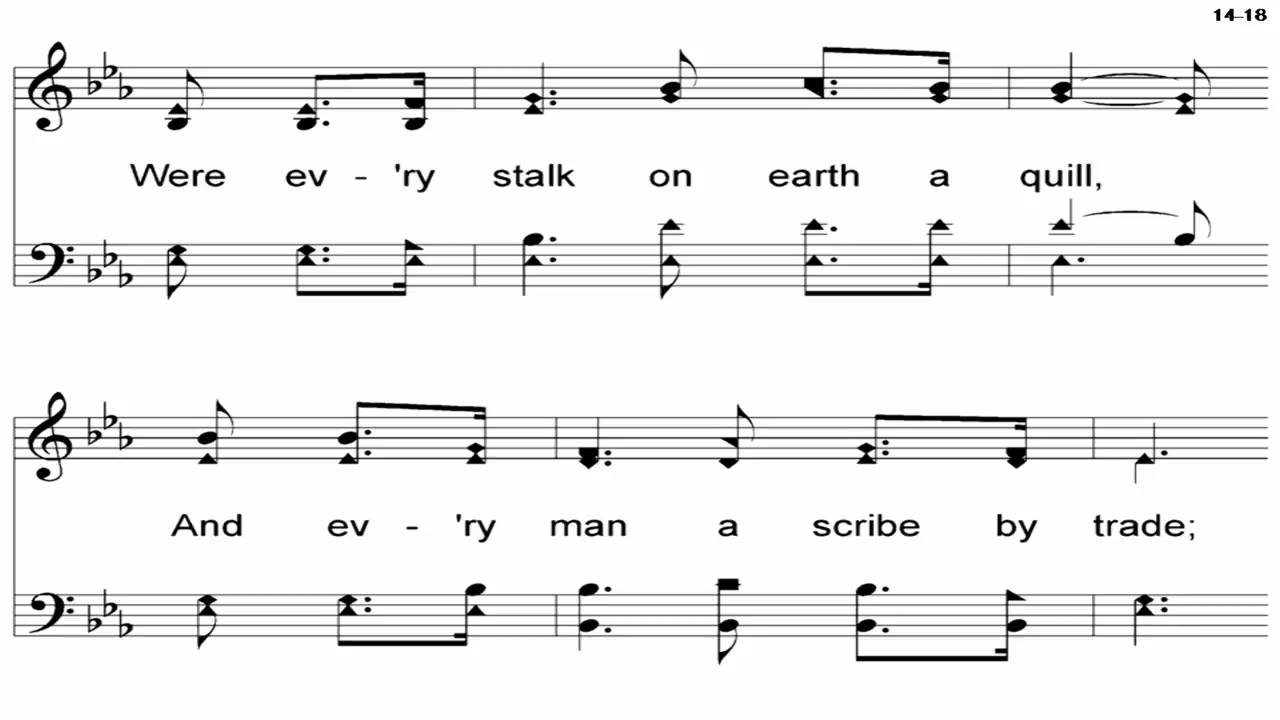 14-18
Were ev - 'ry stalk on earth a quill,
And ev - 'ry man a scribe by trade;